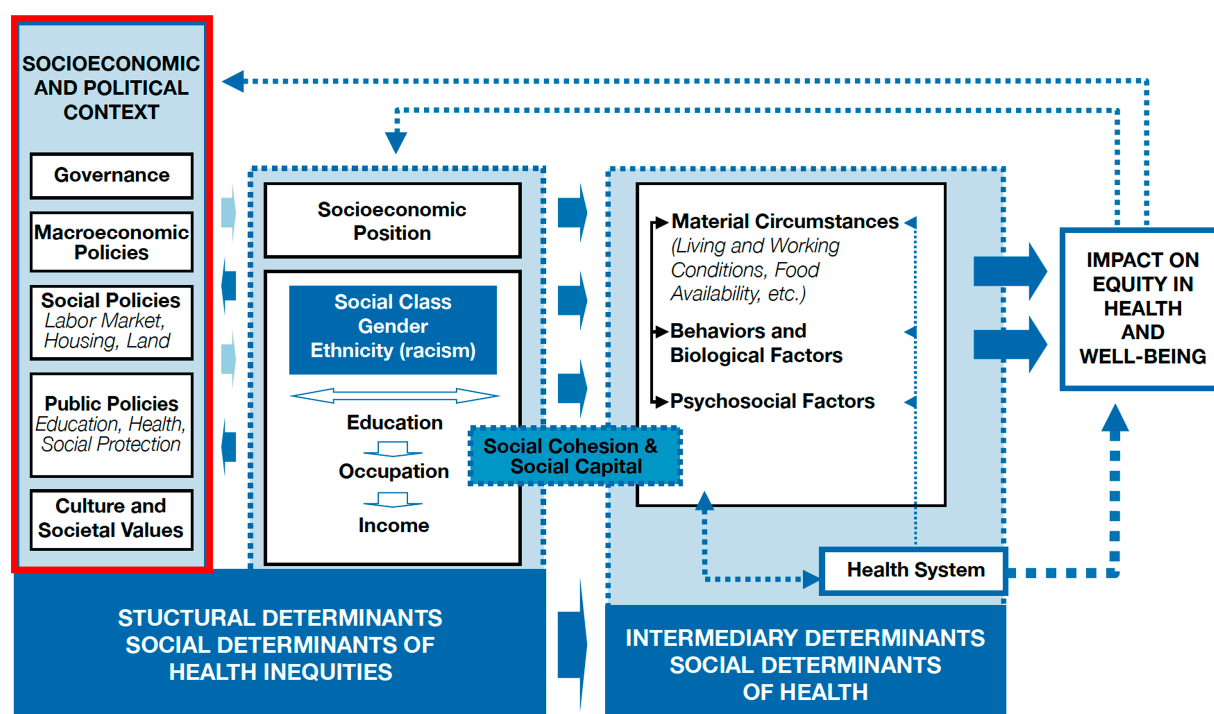 SOCIOECONOMIC
AND POLITICAL
CONTEXT
Governance
Macroeconomic
Policies
Social Policies
Labor Market,
Housing, Land
Public Policies
Education, Health,
Social Protection
Culture and
Societal Values
Socioeconomic
Position
Social Class
Gender
Ethnicity (racism)
Education
Occupation
Income
Social Cohesion &
Social Capital
Material Circumstances
(Living and Working
Conditions, Food
Availability, etc.)
Behaviors and
Biological Factors
Psychosocial Factors
Health System
IMPACT ON
EQUITY IN
HEALTH
AND
WELL-BEING
STUCTURAL DETERMINANTS
SOCIAL DETERMINANTS OF
HEALTH INEQUITIES
INTERMEDIARY DETERMINANTS
SOCIAL DETERMINANTS
OF HEALTH